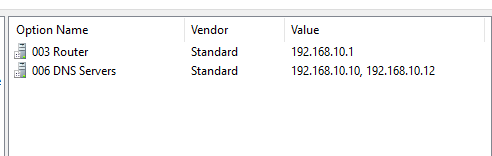 Option Name Vendor Value
003 Router Standard 192.168.10.1
006 DNS Servers Standard 192.168.10.10, 192.168.10.12